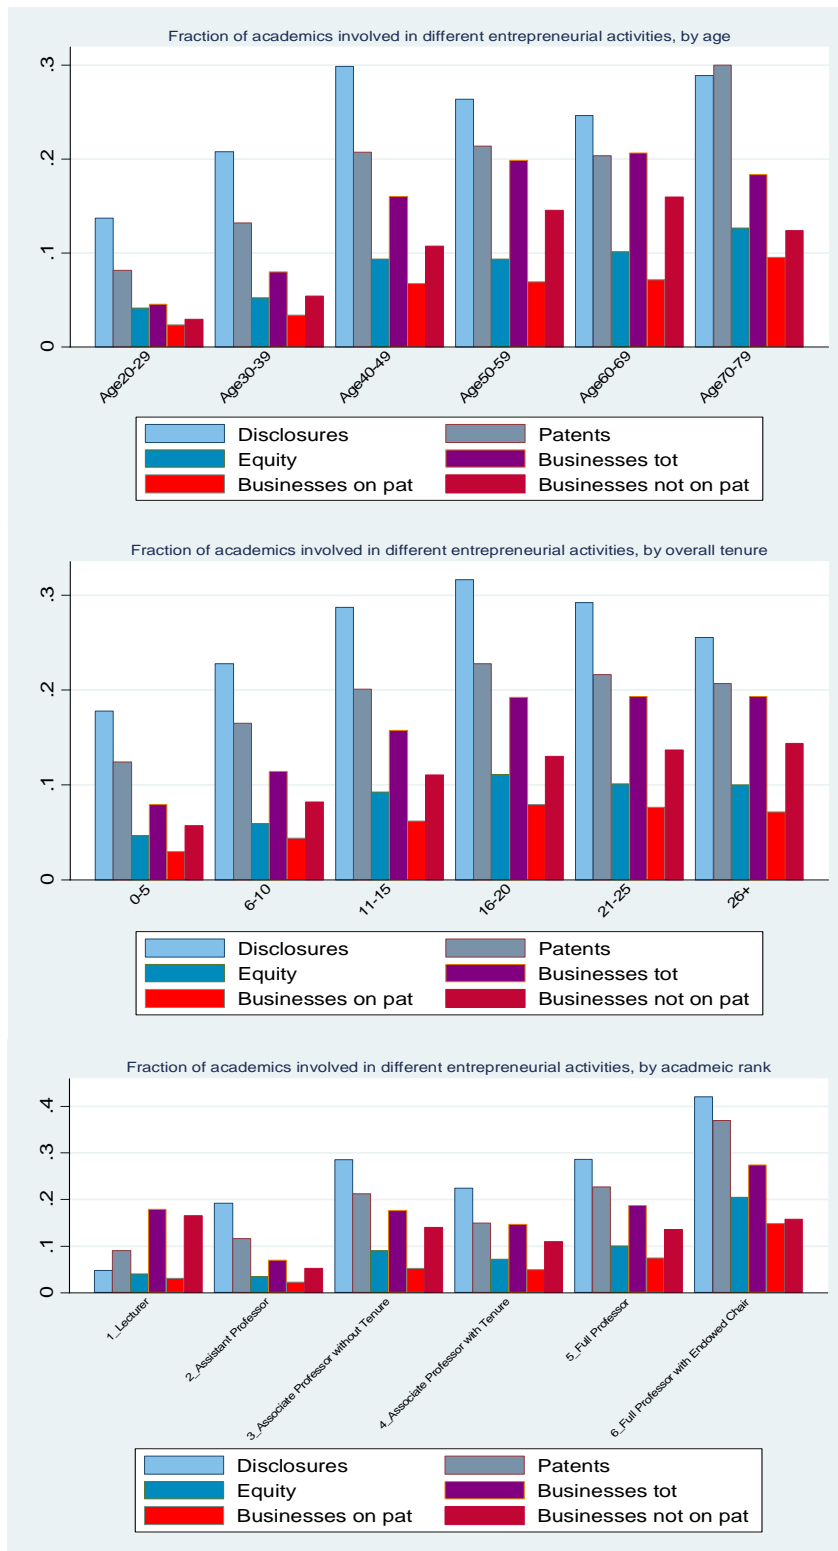 Fraction of academics involved in different entrepreneurial activities, by age
.3
.2
.1
0
Age20-29 Age30-39 Age40-49 Age50-59 Age60-69 Age70-79
Disclosures Patents
Equity Businesses tot
Businesses on pat Businesses not on pat
Fraction of academics involved in different entrepreneurial activities, by overall tenure
.3
.2
.1
0
0-5 6-10 11-15 16-20 21-25 26+
Disclosures Patents
Equity Businesses tot
Businesses on pat Businesses not on pat
Fraction of academics involved in different entrepreneurial activities, by acadmeic rank
.4
.3
.2
.1
0
1_Lecturer 2_Assistant Professor 3_Associate Professor without Tenure 4_Associate Professor with Tenure 5_Full Professor 6_Full Professor with Endowed Chair
Disclosures Patents
Equity Businesses tot
Businesses on pat Businesses not on pat